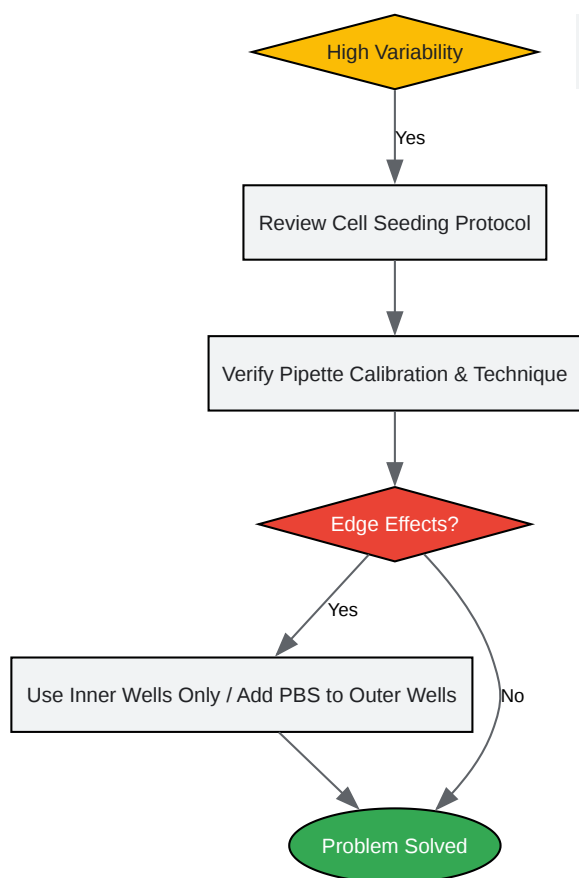 High Variability
Yes
Review Cell Seeding Protocol
Verify Pipette Calibration & Technique
Edge Effects?
Yes
Use Inner Wells Only / Add PBS to Outer Wells
No
Problem Solved